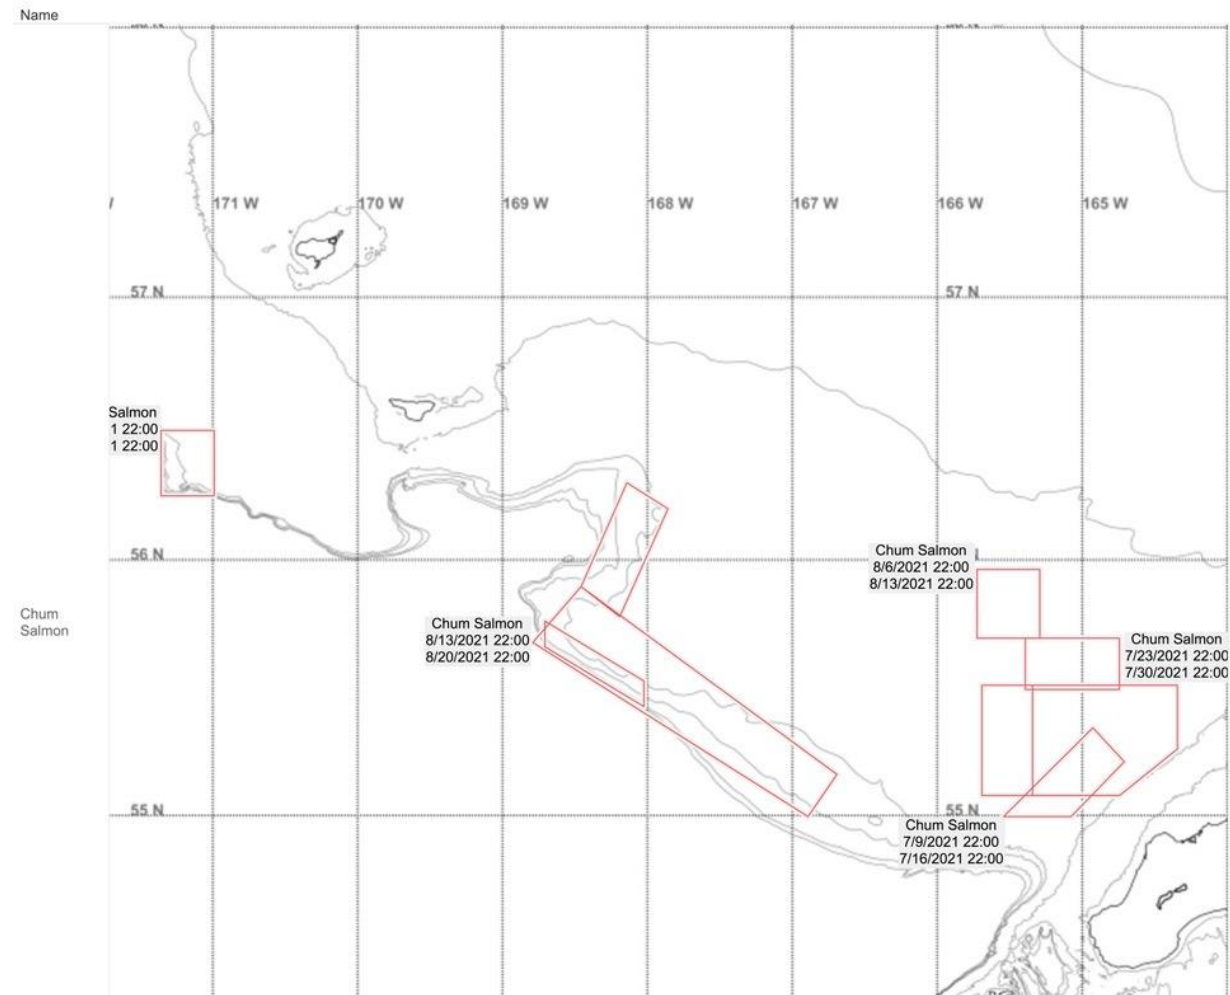 Name
171 W
170 W
169 W
168 W
167 W
166 W
165 W
57 N
57 N
Salmon
1 22:00
1 22:00
56 N
56 N
Chum Salmon
8/6/2021 22:00
8/13/2021 22:00
Chum
Salmon
Chum Salmon
8/13/2021 22:00
8/20/2021 22:00
Chum Salmon
7/23/2021 22:00
7/30/2021 22:00
55 N
55 N
Chum Salmon
7/9/2021 22:00
7/16/2021 22:00